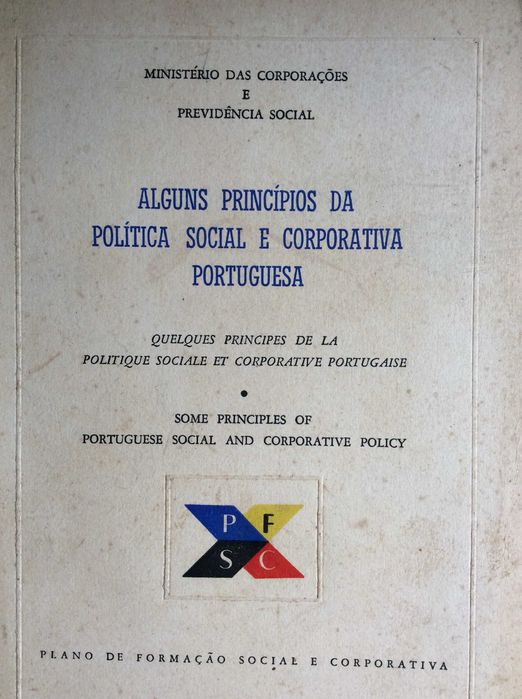 MINISTÉRIO DAS CORPORAÇÕES
E
PREVIDÊNCIA SOCIAL
ALGUNS PRINCÍPIOS DA
POLÍTICA SOCIAL E CORPORATIVA
PORTUGUESA
QUELQUES PRINCIPES DE LA
POLITIQUE SOCIALE ET CORPORATIVE PORTUGAISE
SOME PRINCIPLES OF
PORTUGUESE SOCIAL AND CORPORATIVE POLICY
P F
S C
PLANO DE FORMAÇÃO SOCIAL E CORPORATIVA